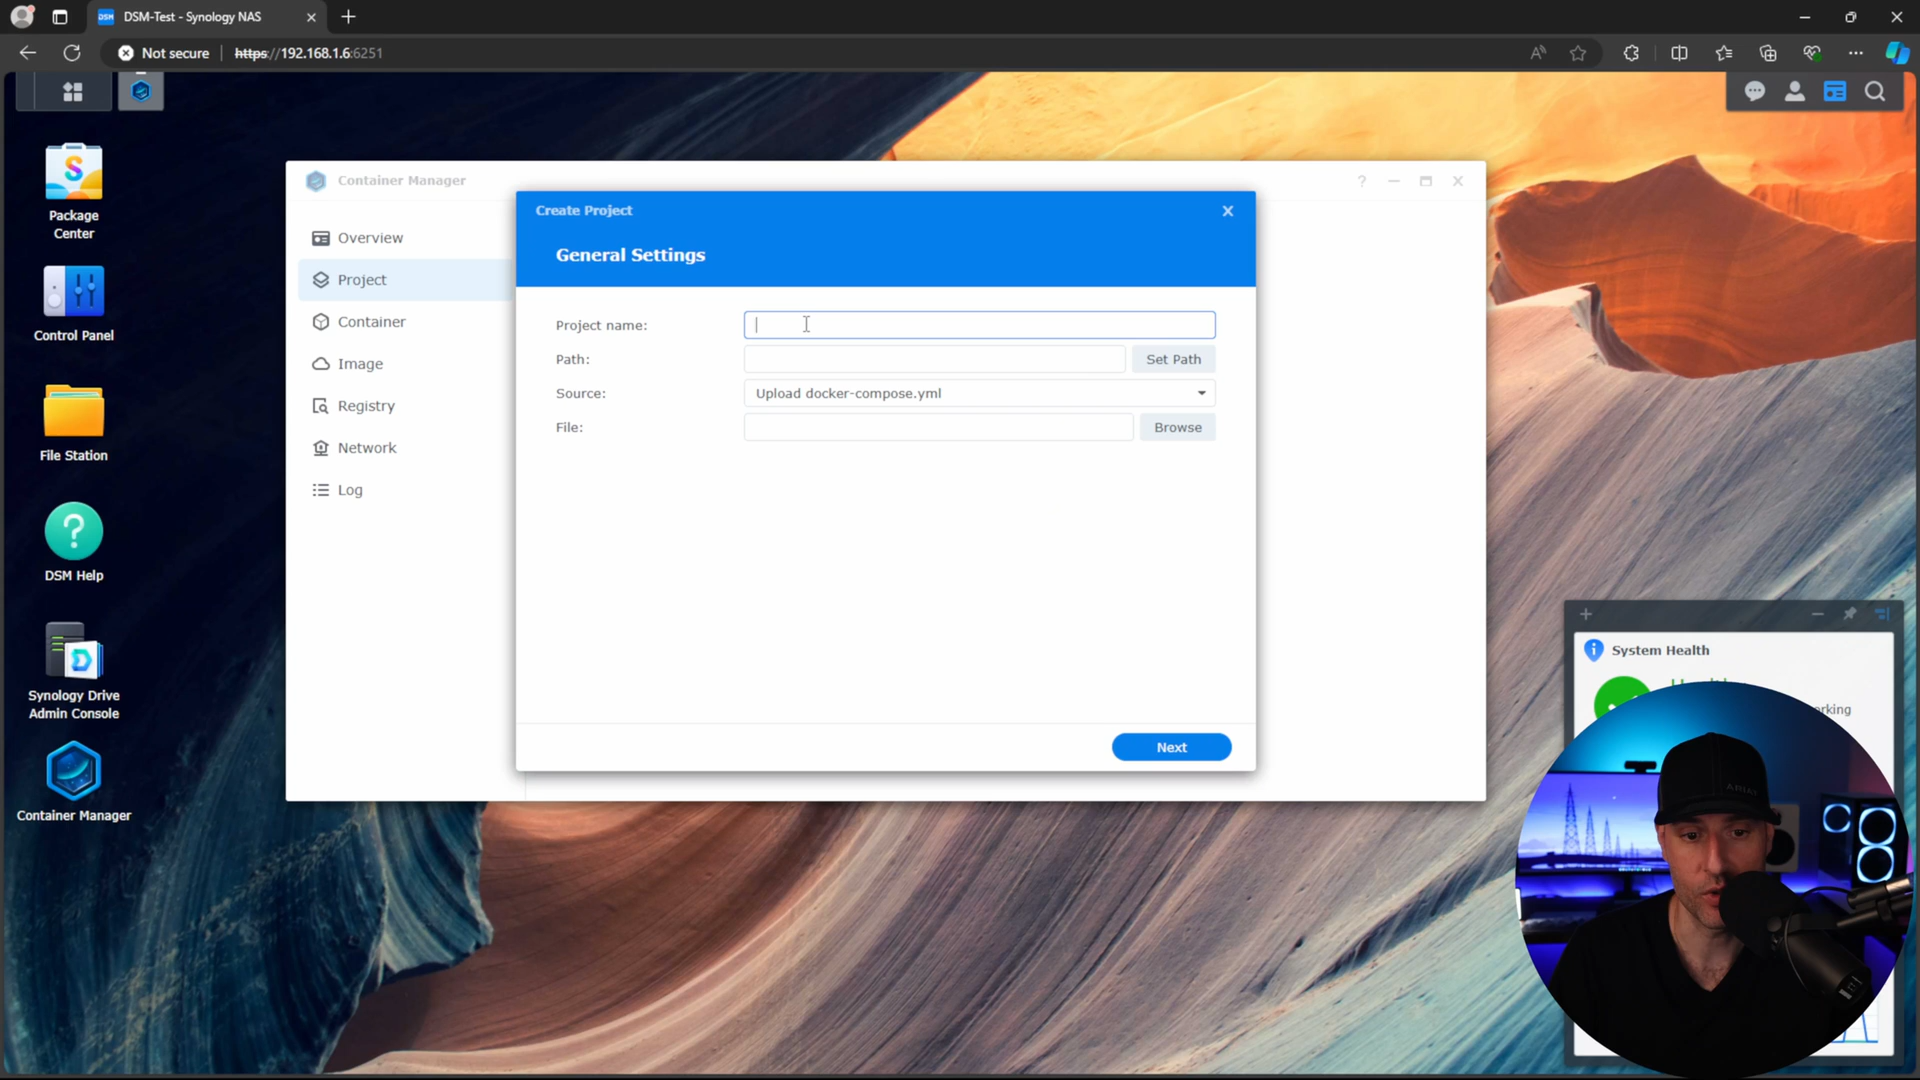 DSM-Test - Synology NAS
Not secure
https://192.168.1.6:6251
Package
Center
Control Panel
File Station
DSM Help
Synology Drive
Admin Console
Container Manager
Container Manager
Overview
Project
Container
Image
Registry
Network
Log
Create Project
General Settings
Project name:
Path:
Set Path
Source:
Upload docker-compose.yml
File:
Browse
Next
System Health